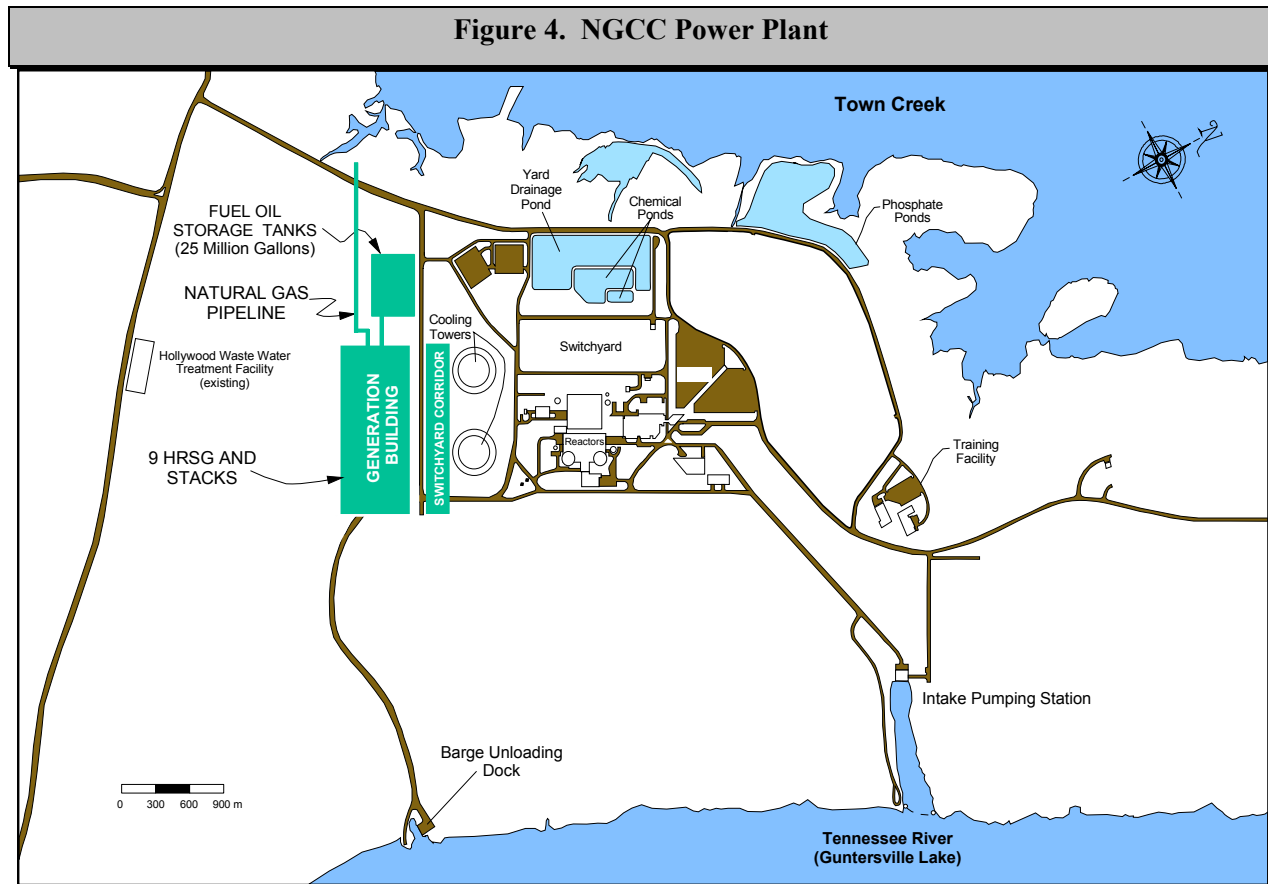 Figure 4. NGCC Power Plant
Town Creek
N
Yard
Drainage
Pond
Chemical
Ponds
Phosphate
Ponds
FUEL OIL
STORAGE TANKS
(25 Million Gallons)
NATURAL GAS
PIPELINE
Cooling
Towers
Switchyard
Hollywood Waste Water
Treatment Facility
(existing)
GENERATION
BUILDING
SWITCHYARD CORRIDOR
Reactors
Training
Facility
9 HRSG AND
STACKS
Intake Pumping Station
Barge Unloading
Dock
0 300 600 900 m
Tennessee River
(Guntersville Lake)